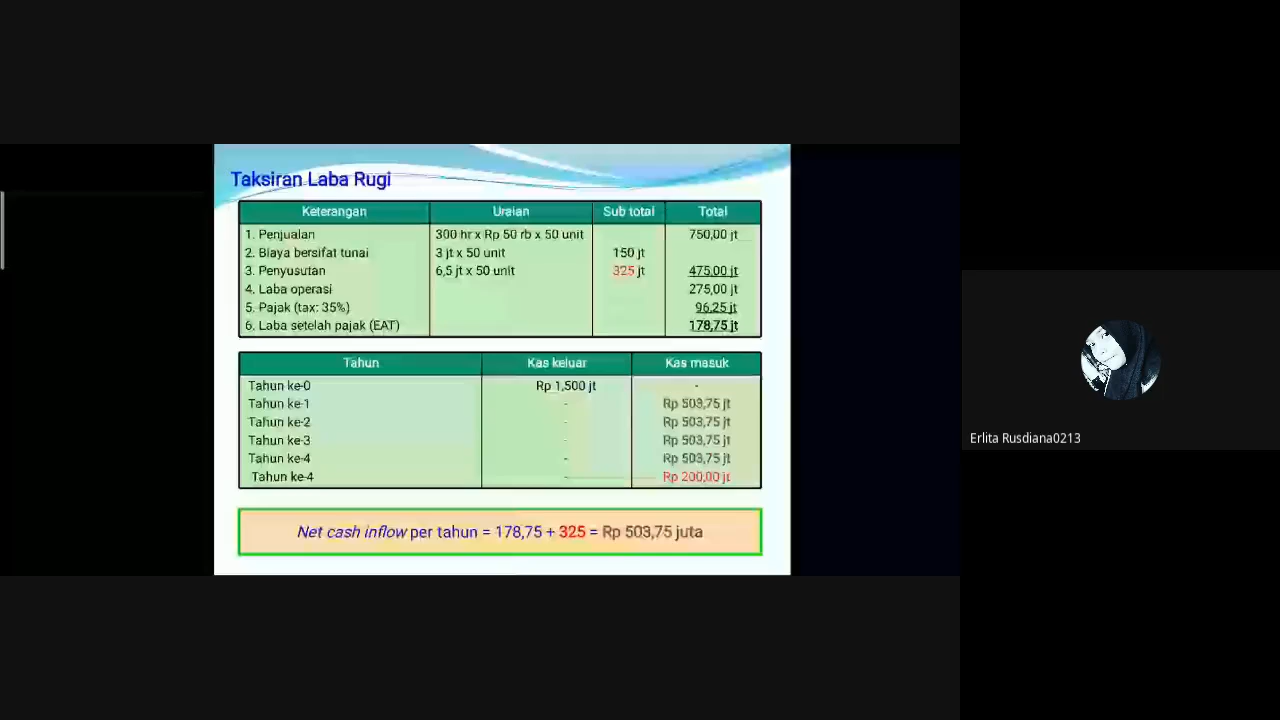 Taksiran Laba Rugi
Keterangan Uraian Sub total Total
1. Penjualan 300 hr x Rp 50 rb x 50 unit 750,00 jt
2. Biaya bersifat tunai 3 jt x 50 unit 150 jt
3. Penyusutan 6,5 jt x 50 unit 325 jt 475,00 jt
4. Laba operasi 275,00 jt
5. Pajak (tax: 35%) 96,25 jt
6. Laba setelah pajak (EAT) 178,75 jt
Tahun Kas keluar Kas masuk
Tahun ke-0 Rp 1,500 jt -
Tahun ke-1 - Rp 503,75 jt
Tahun ke-2 - Rp 503,75 jt
Tahun ke-3 - Rp 503,75 jt
Tahun ke-4 - Rp 503,75 jt
Tahun ke-4 - Rp 200,00 jt
Net cash inflow per tahun = 178,75 + 325 = Rp 503,75 juta
Erlita Rusdiana0213